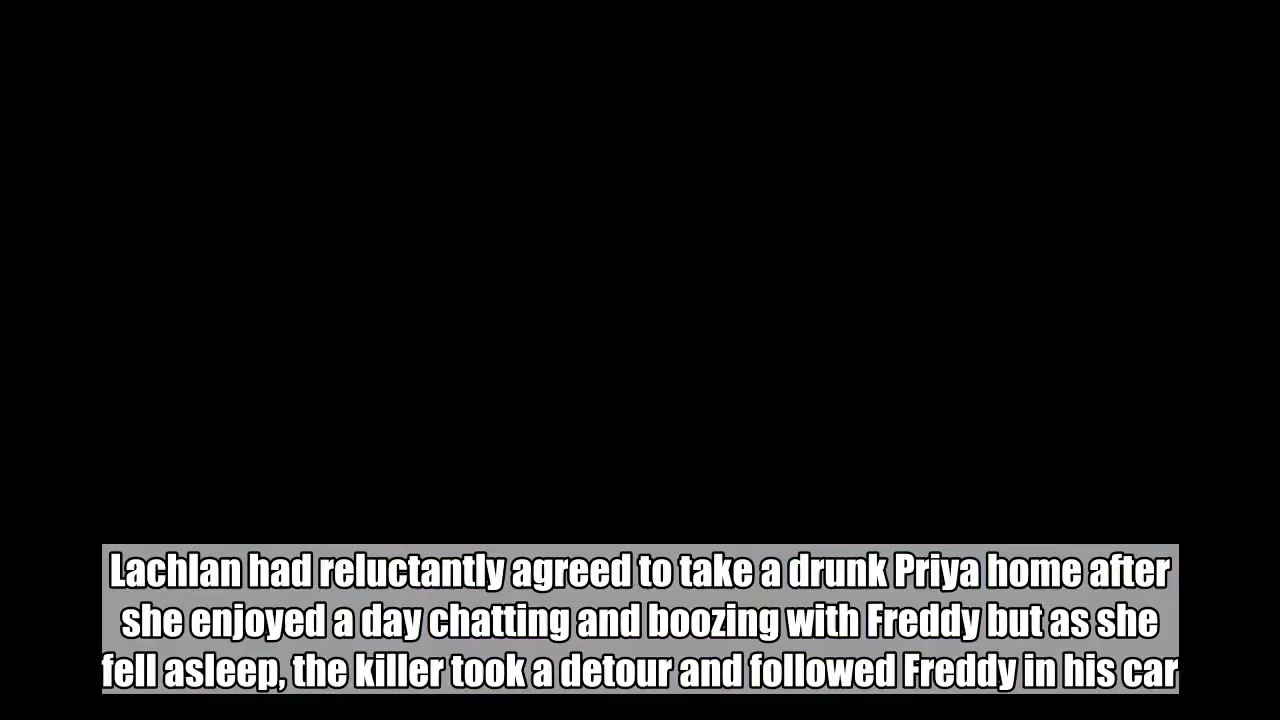 Lachlan had reluctantly agreed to take a drunk Priya home after
she enjoyed a day chatting and boozing with Freddy but as she
fell asleep, the killer took a detour and followed Freddy in his car